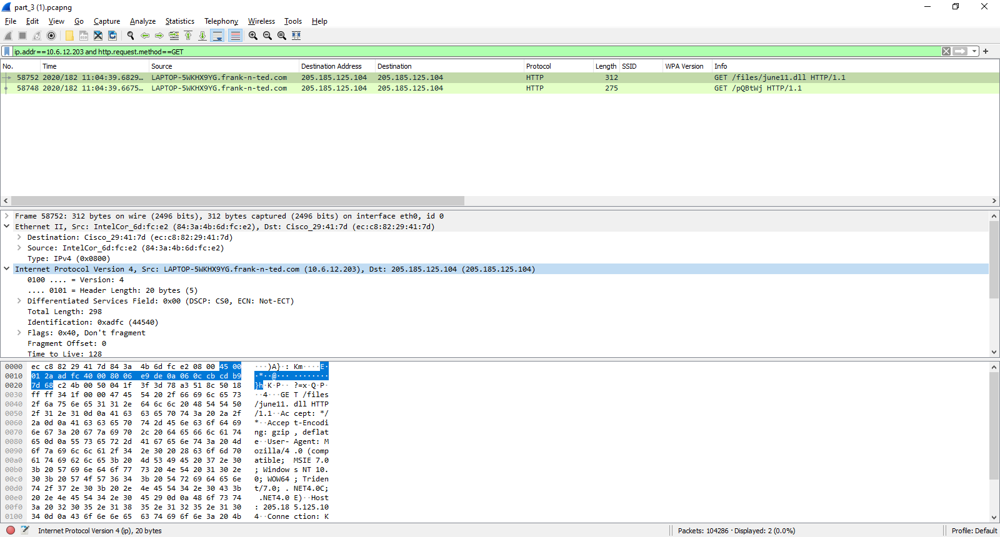 part_3 (1).pcapng
File Edit View Go Capture Analyze Statistics Telephony Wireless Tools Help
ip.addr==10.6.12.203 and http.request.method==GET
No. Time Source Destination Address Destination Protocol Length SSID WPA Version Info
58752 2020/182 11:04:39.6829… LAPTOP-5WKHX9YG.frank-n-ted.com 205.185.125.104 205.185.125.104 HTTP 312 GET /files/june11.dll HTTP/1.1
58748 2020/182 11:04:39.6675… LAPTOP-5WKHX9YG.frank-n-ted.com 205.185.125.104 205.185.125.104 HTTP 275 GET /pQBtWj HTTP/1.1
Frame 58752: 312 bytes on wire (2496 bits), 312 bytes captured (2496 bits) on interface eth0, id 0
Ethernet II, Src: IntelCor_6d:fc:e2 (84:3a:4b:6d:fc:e2), Dst: Cisco_29:41:7d (ec:c8:82:29:41:7d)
Destination: Cisco_29:41:7d (ec:c8:82:29:41:7d)
Source: IntelCor_6d:fc:e2 (84:3a:4b:6d:fc:e2)
Type: IPv4 (0x0800)
Internet Protocol Version 4, Src: LAPTOP-5WKHX9YG.frank-n-ted.com (10.6.12.203), Dst: 205.185.125.104 (205.185.125.104)
0100 .... = Version: 4
.... 0101 = Header Length: 20 bytes (5)
Differentiated Services Field: 0x00 (DSCP: CS0, ECN: Not-ECT)
Total Length: 298
Identification: 0xadfc (44540)
Flags: 0x40, Don't fragment
Fragment Offset: 0
Time to Live: 128
0000 ec c8 82 29 41 7d 84 3a 4b 6d fc e2 08 00 45 00 ···)A}·: Km····E·
0010 01 2a ad fc 40 00 80 06 e9 de 0a 06 0c cb cd b9 ·*··@··· ········
0020 7d 68 c2 4b 00 50 04 1f 3f 3d 78 a3 51 8c 50 18 }h·K·P·· ?=x·Q·P·
0030 ff ff 34 1f 00 00 47 45 54 20 2f 66 69 6c 65 73 ··4···GE T /files
0040 2f 6a 75 6e 65 31 31 2e 64 6c 6c 20 48 54 54 50 /june11. dll HTTP
0050 2f 31 2e 31 0d 0a 41 63 63 65 70 74 3a 20 2a 2f /1.1··Ac cept: */
0060 2a 0d 0a 41 63 63 65 70 74 2d 45 6e 63 6f 64 69 *··Accep t-Encodi
0070 6e 67 3a 20 67 7a 69 70 2c 20 64 65 66 6c 61 74 ng: gzip , deflat
0080 65 0d 0a 55 73 65 72 2d 41 67 65 6e 74 3a 20 4d e··User- Agent: M
0090 6f 7a 69 6c 6c 61 2f 34 2e 30 20 28 63 6f 6d 70 ozilla/4 .0 (comp
00a0 61 74 69 62 6c 65 3b 20 4d 53 49 45 20 37 2e 30 atible;  MSIE 7.0
00b0 3b 20 57 69 6e 64 6f 77 73 20 4e 54 20 31 30 2e ; Window s NT 10.
00c0 30 3b 20 57 4f 57 36 34 3b 20 54 72 69 64 65 6e 0; WOW64 ; Triden
00d0 74 2f 37 2e 30 3b 20 2e 4e 45 54 34 2e 30 43 3b t/7.0; . NET4.0C;
00e0 20 2e 4e 45 54 34 2e 30 45 29 0d 0a 48 6f 73 74 .NET4.0 E)··Host
00f0 3a 20 32 30 35 2e 31 38 35 2e 31 32 35 2e 31 30 : 205.18 5.125.10
0100 34 0d 0a 43 6f 6e 6e 65 63 74 69 6f 6e 3a 20 4b 4··Conne ction: K
Internet Protocol Version 4 (ip), 20 bytes Packets: 104286 · Displayed: 2 (0.0%) Profile: Default